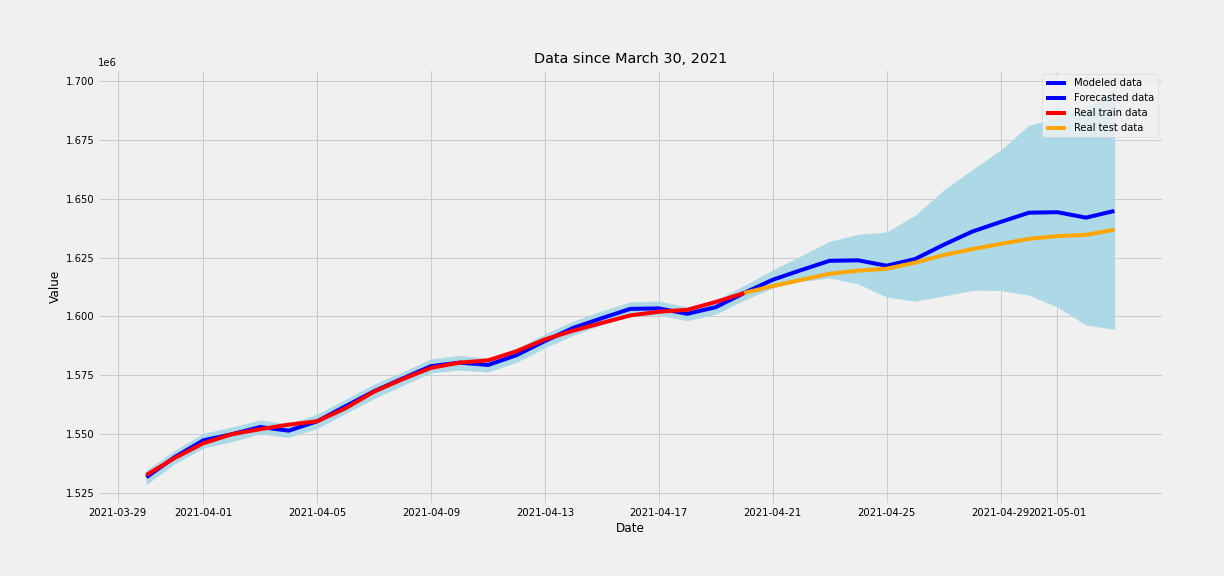 Data since March 30, 2021
1e6
1.700
1.675
1.650
1.625
1.600
1.575
1.550
1.525
Value
Modeled data
Forecasted data
Real train data
Real test data
2021-03-29 2021-04-01 2021-04-05 2021-04-09 2021-04-13 2021-04-17 2021-04-21 2021-04-25 2021-04-29 2021-05-01
Date